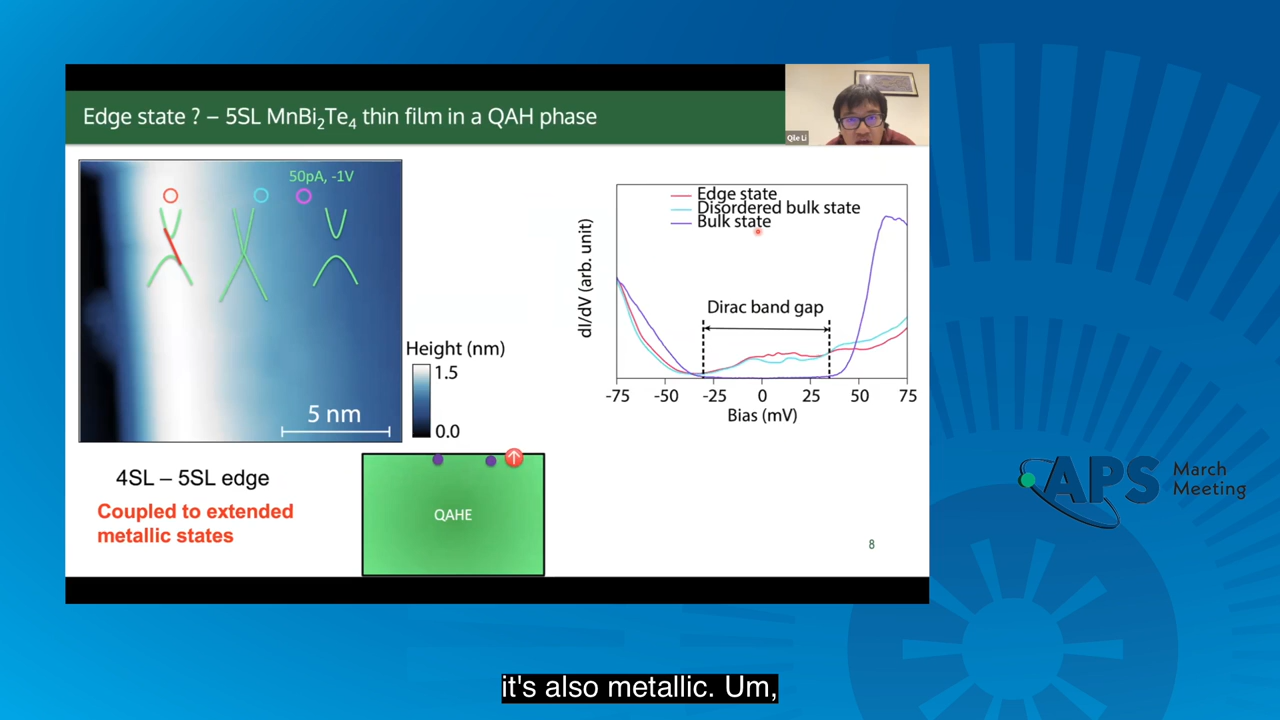 Edge state ? – 5SL MnBi₂Te₄ thin film in a QAH phase
Qile Li
50pA, -1V
5 nm
Height (nm)
1.5
0.0
4SL – 5SL edge
Coupled to extended
metallic states
QAHE
Edge state
Disordered bulk state
Bulk state
dI/dV (arb. unit)
Dirac band gap
-75 -50 -25 0 25 50 75
Bias (mV)
8
APS March Meeting
it's also metallic. Um,